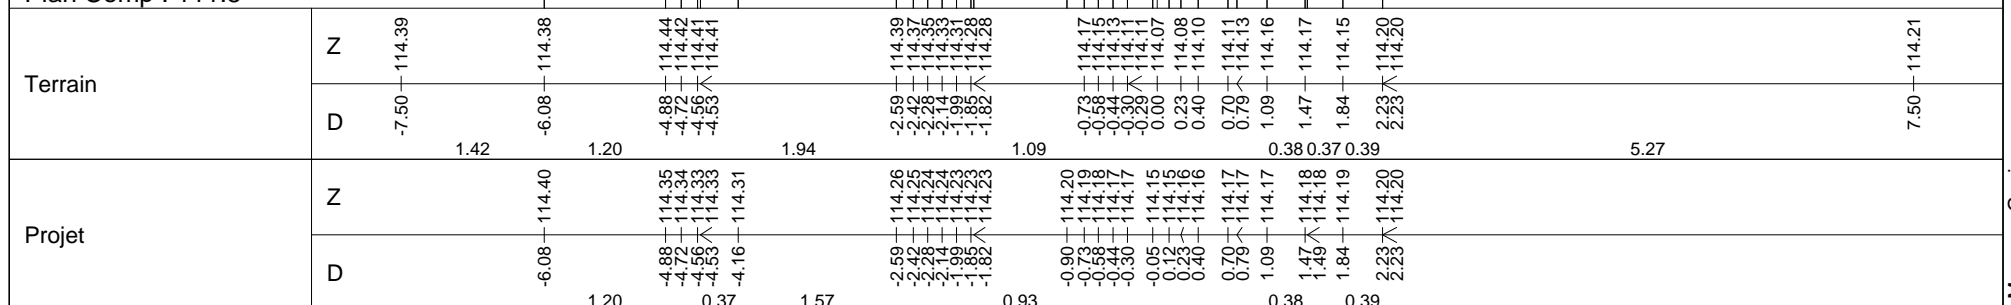 Terrain
Z
114.39 114.38 114.44 114.42 114.41 114.41 114.39 114.37 114.35 114.33 114.31 114.28 114.28 114.17 114.15 114.13 114.11 114.11 114.07 114.08 114.10 114.11 114.13 114.16 114.17 114.15 114.20 114.20 114.21
D
-7.50 -6.08 -4.88 -4.72 -4.56 -4.53 -2.59 -2.42 -2.28 -2.14 -1.99 -1.85 -1.82 -0.73 -0.58 -0.44 -0.30 -0.29 0.00 0.23 0.40 0.70 0.79 1.09 1.47 1.84 2.23 2.23 7.50
1.42 1.20 1.94 1.09 0.38 0.37 0.39 5.27
Projet
Z
114.40 114.35 114.34 114.33 114.33 114.31 114.26 114.25 114.24 114.24 114.23 114.23 114.23 114.20 114.19 114.18 114.17 114.17 114.15 114.15 114.16 114.16 114.17 114.17 114.17 114.18 114.18 114.19 114.20 114.20
D
-6.08 -4.88 -4.72 -4.56 -4.53 -4.16 -2.59 -2.42 -2.28 -2.14 -1.99 -1.85 -1.82 -0.90 -0.73 -0.58 -0.44 -0.30 -0.05 0.12 0.23 0.40 0.70 0.79 1.09 1.47 1.49 1.84 2.23 2.23
1.20 0.37 1.57 0.93 0.38 0.39